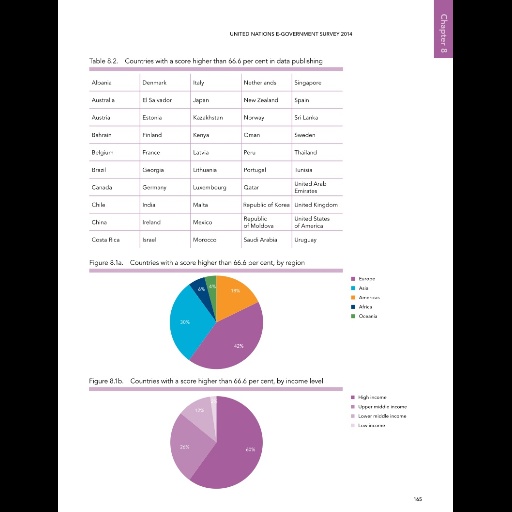 UNITED NATIONS E-GOVERNMENT SURVEY 2014
Chapter 8
Table 8.2. Countries with a score higher than 66.6 per cent in data publishing
Albania Denmark Italy Netherlands Singapore
Australia El Salvador Japan New Zealand Spain
Austria Estonia Kazakhstan Norway Sri Lanka
Bahrain Finland Kenya Oman Sweden
Belgium France Latvia Peru Thailand
Brazil Georgia Lithuania Portugal Tunisia
Canada Germany Luxembourg Qatar United Arab
Emirates
Chile India Malta Republic of Korea United Kingdom
China Ireland Mexico Republic
of Moldova United States
of America
Costa Rica Israel Morocco Saudi Arabia Uruguay
Figure 8.1a. Countries with a score higher than 66.6 per cent, by region
6%
4%
18%
30%
42%
Europe
Asia
Americas
Africa
Oceania
Figure 8.1b. Countries with a score higher than 66.6 per cent, by income level
12%
26%
60%
High income
Upper middle income
Lower middle income
Low income
165